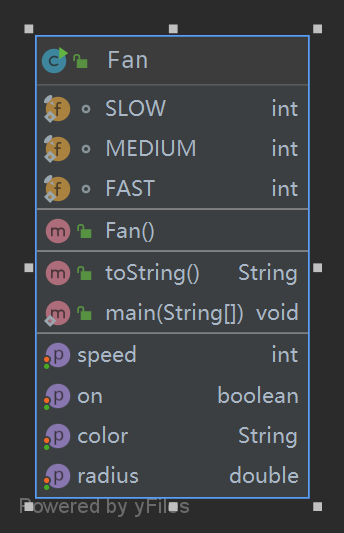 Fan
SLOW int
MEDIUM int
FAST int
Fan()
toString() String
main(String[]) void
speed int
on boolean
color String
radius double
Powered by yFiles